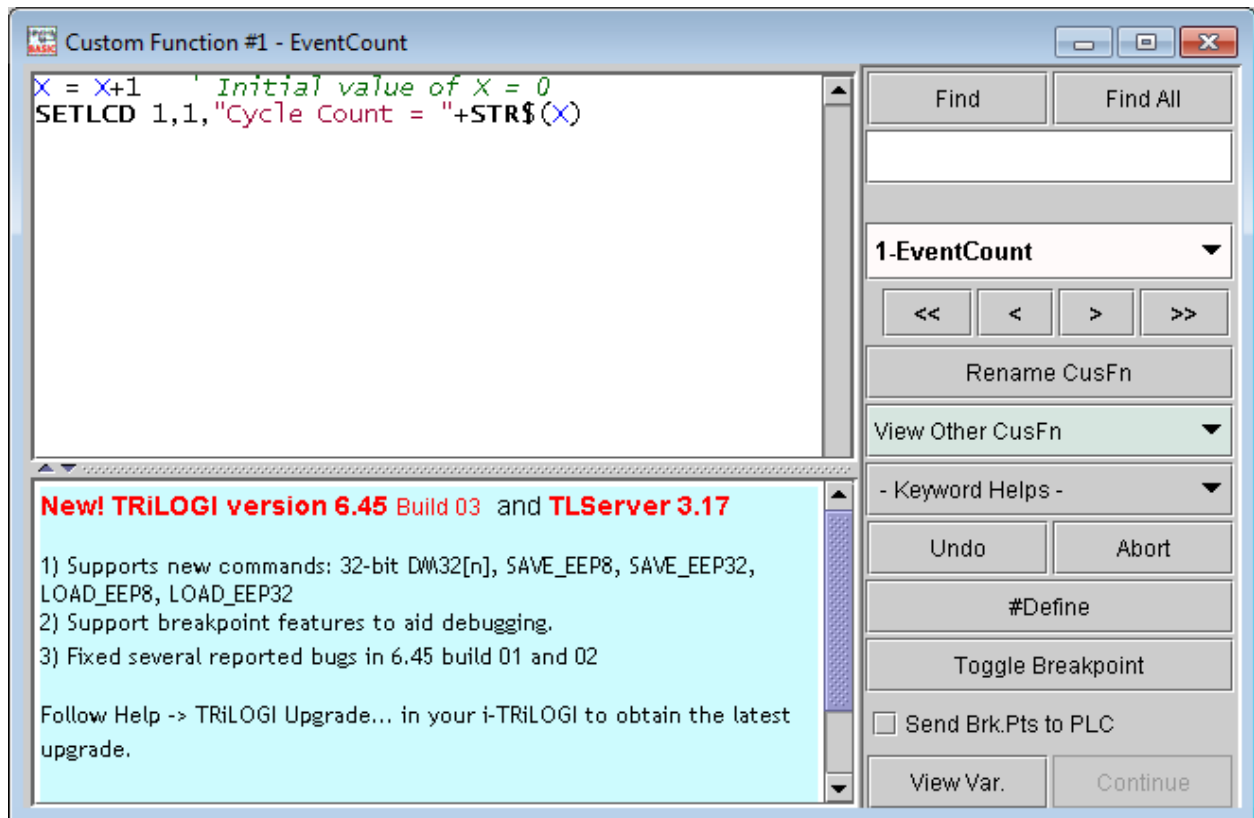 Custom Function #1 - EventCount
X = X+1    ' Initial value of X = 0
SETLCD 1,1,"Cycle Count = "+STR$(X)
Find
Find All
1-EventCount
<<
<
>
>>
Rename CusFn
View Other CusFn
- Keyword Helps -
Undo
Abort
#Define
Toggle Breakpoint
Send Brk.Pts to PLC
View Var.
Continue
New! TRiLOGI version 6.45 Build 03 and TLServer 3.17
1) Supports new commands: 32-bit DM32[n], SAVE_EEP8, SAVE_EEP32,
LOAD_EEP8, LOAD_EEP32
2) Support breakpoint features to aid debugging.
3) Fixed several reported bugs in 6.45 build 01 and 02
Follow Help -> TRiLOGI Upgrade... in your i-TRiLOGI to obtain the latest
upgrade.